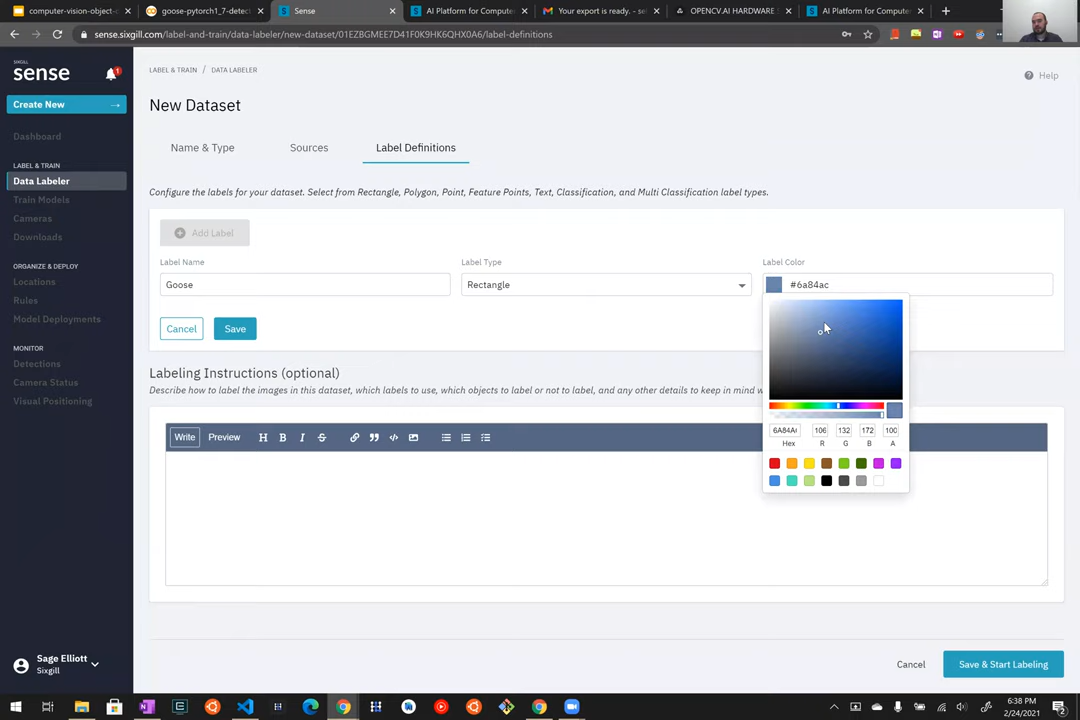 computer-vision-object-c
goose-pytorch1_7-detec
Sense
AI Platform for Computer
Your export is ready. - se
OPENCV.AI HARDWARE
AI Platform for Computer
sense.sixgill.com/label-and-train/data-labeler/new-dataset/01EZBGMEE7D41F0K9HK6QHX0A6/label-definitions
SIXGILL
sense
1
LABEL & TRAIN / DATA LABELER
Help
Create New →
New Dataset
Dashboard
Name & Type
Sources
Label Definitions
LABEL & TRAIN
Data Labeler
Train Models
Cameras
Downloads
Configure the labels for your dataset. Select from Rectangle, Polygon, Point, Feature Points, Text, Classification, and Multi Classification label types.
Add Label
ORGANIZE & DEPLOY
Locations
Rules
Model Deployments
Label Name
Label Type
Label Color
Goose
Rectangle
#6a84ac
Cancel
Save
MONITOR
Detections
Camera Status
Visual Positioning
Labeling Instructions (optional)
Describe how to label the images in this dataset, which labels to use, which objects to label or not to label, and any other details to keep in mind w
Write
Preview
H B I S
6A84A
106
132
172
100
Hex
R
G
B
A
Sage Elliott
Sixgill
Cancel
Save & Start Labeling
6:38 PM
2/24/2021
2